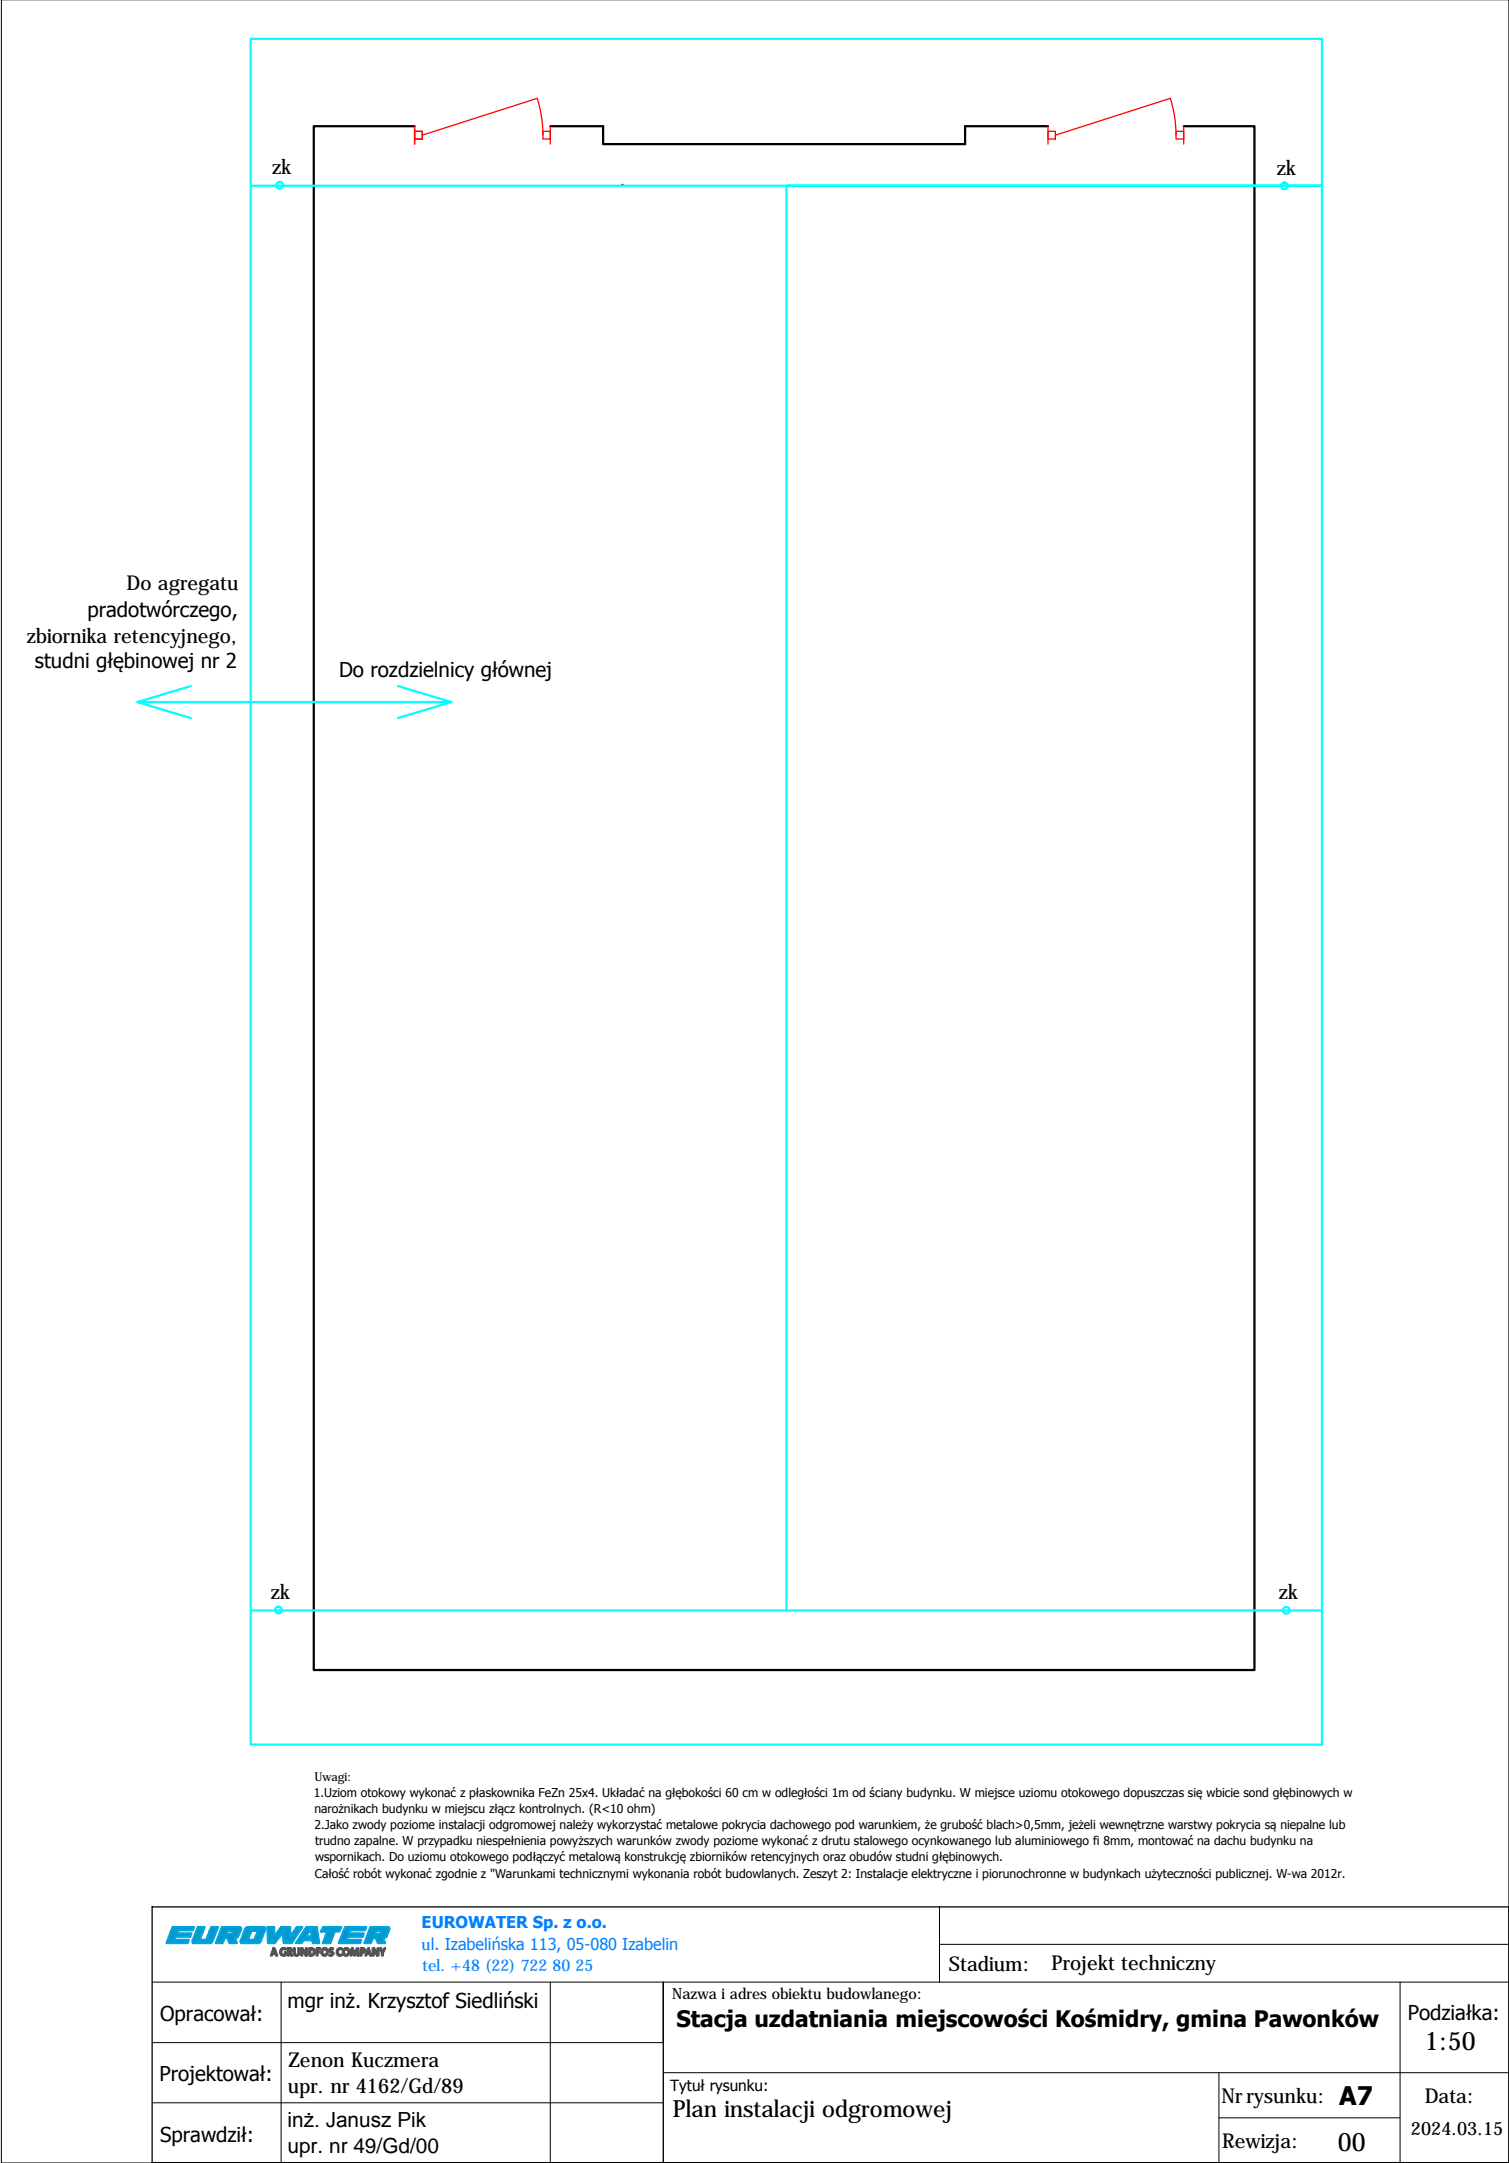 zk
zk
Do agregatu
pradotwórczego,
zbiornika retencyjnego,
studni głębinowej nr 2
Do rozdzielnicy głównej
zk
zk
Uwagi:
1.Uziom otokowy wykonać z płaskownika FeZn 25x4. Układać na głębokości 60 cm w odległości 1m od ściany budynku. W miejsce uziomu otokowego dopuszczas się wbicie sond głębinowych w
narożnikach budynku w miejscu złącz kontrolnych. (R<10 ohm)
2.Jako zwody poziome instalacji odgromowej należy wykorzystać metalowe pokrycia dachowego pod warunkiem, że grubość blach>0,5mm, jeżeli wewnętrzne warstwy pokrycia są niepalne lub
trudno zapalne. W przypadku niespełnienia powyższych warunków zwody poziome wykonać z drutu stalowego ocynkowanego lub aluminiowego fi 8mm, montować na dachu budynku na
wspornikach. Do uziomu otokowego podłączyć metalową konstrukcję zbiorników retencyjnych oraz obudów studni głębinowych.
Całość robót wykonać zgodnie z "Warunkami technicznymi wykonania robót budowlanych. Zeszyt 2: Instalacje elektryczne i piorunochronne w budynkach użyteczności publicznej. W-wa 2012r.
EUROWATER
A GRUNDFOS COMPANY
EUROWATER Sp. z o.o.
ul. Izabelińska 113, 05-080 Izabelin
tel. +48 (22) 722 80 25
Stadium: Projekt techniczny
Opracował: mgr inż. Krzysztof Siedliński
Projektował: Zenon Kuczmera
upr. nr 4162/Gd/89
Sprawdził: inż. Janusz Pik
upr. nr 49/Gd/00
Nazwa i adres obiektu budowlanego:
Stacja uzdatniania miejscowości Kośmidry, gmina Pawonków
Podziałka:
1:50
Tytuł rysunku:
Plan instalacji odgromowej
Nr rysunku: A7
Rewizja: 00
Data:
2024.03.15